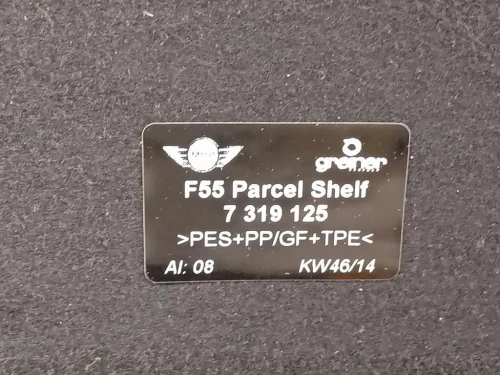 greiner
F55 Parcel Shelf
7 319 125
>PES+PP/GF+TPE<
AI: 08 KW46/14